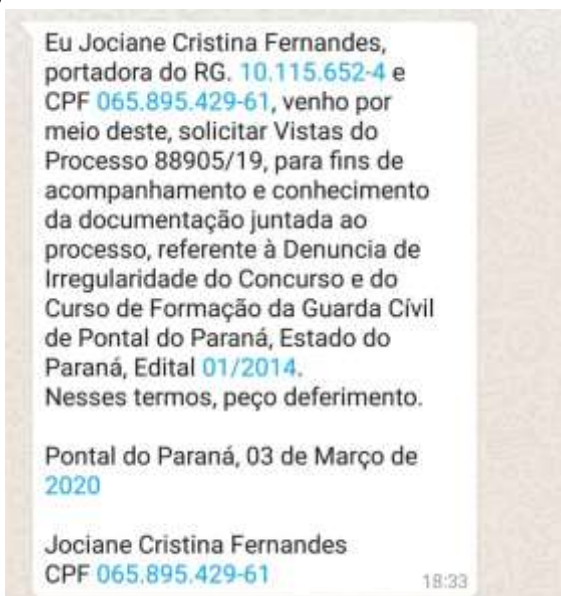 Eu Jociane Cristina Fernandes,
portadora do RG. 10.115.652-4 e
CPF 065.895.429-61, venho por
meio deste, solicitar Vistas do
Processo 88905/19, para fins de
acompanhamento e conhecimento
da documentação juntada ao
processo, referente à Denuncia de
Irregularidade do Concurso e do
Curso de Formação da Guarda Cívil
de Pontal do Paraná, Estado do
Paraná, Edital 01/2014.
Nesses termos, peço deferimento.
Pontal do Paraná, 03 de Março de
2020
Jociane Cristina Fernandes
CPF 065.895.429-61
18:33